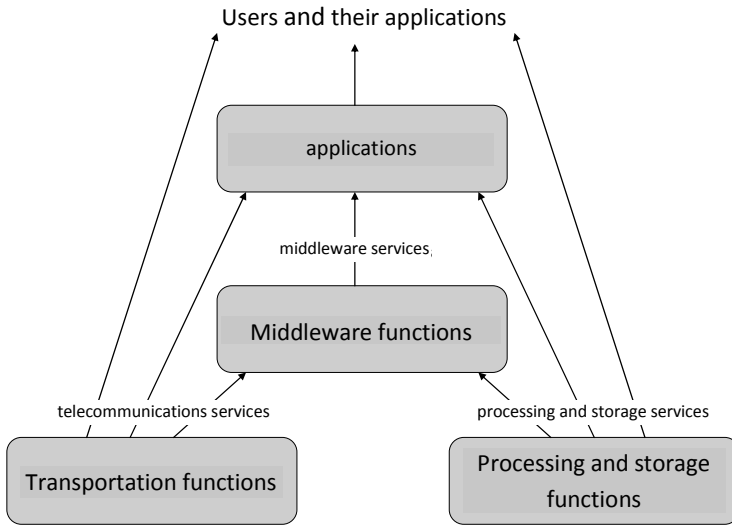 Users and their applications
applications
middleware services;
Middleware functions
telecommunications services
processing and storage services
Transportation functions
Processing and storage
functions